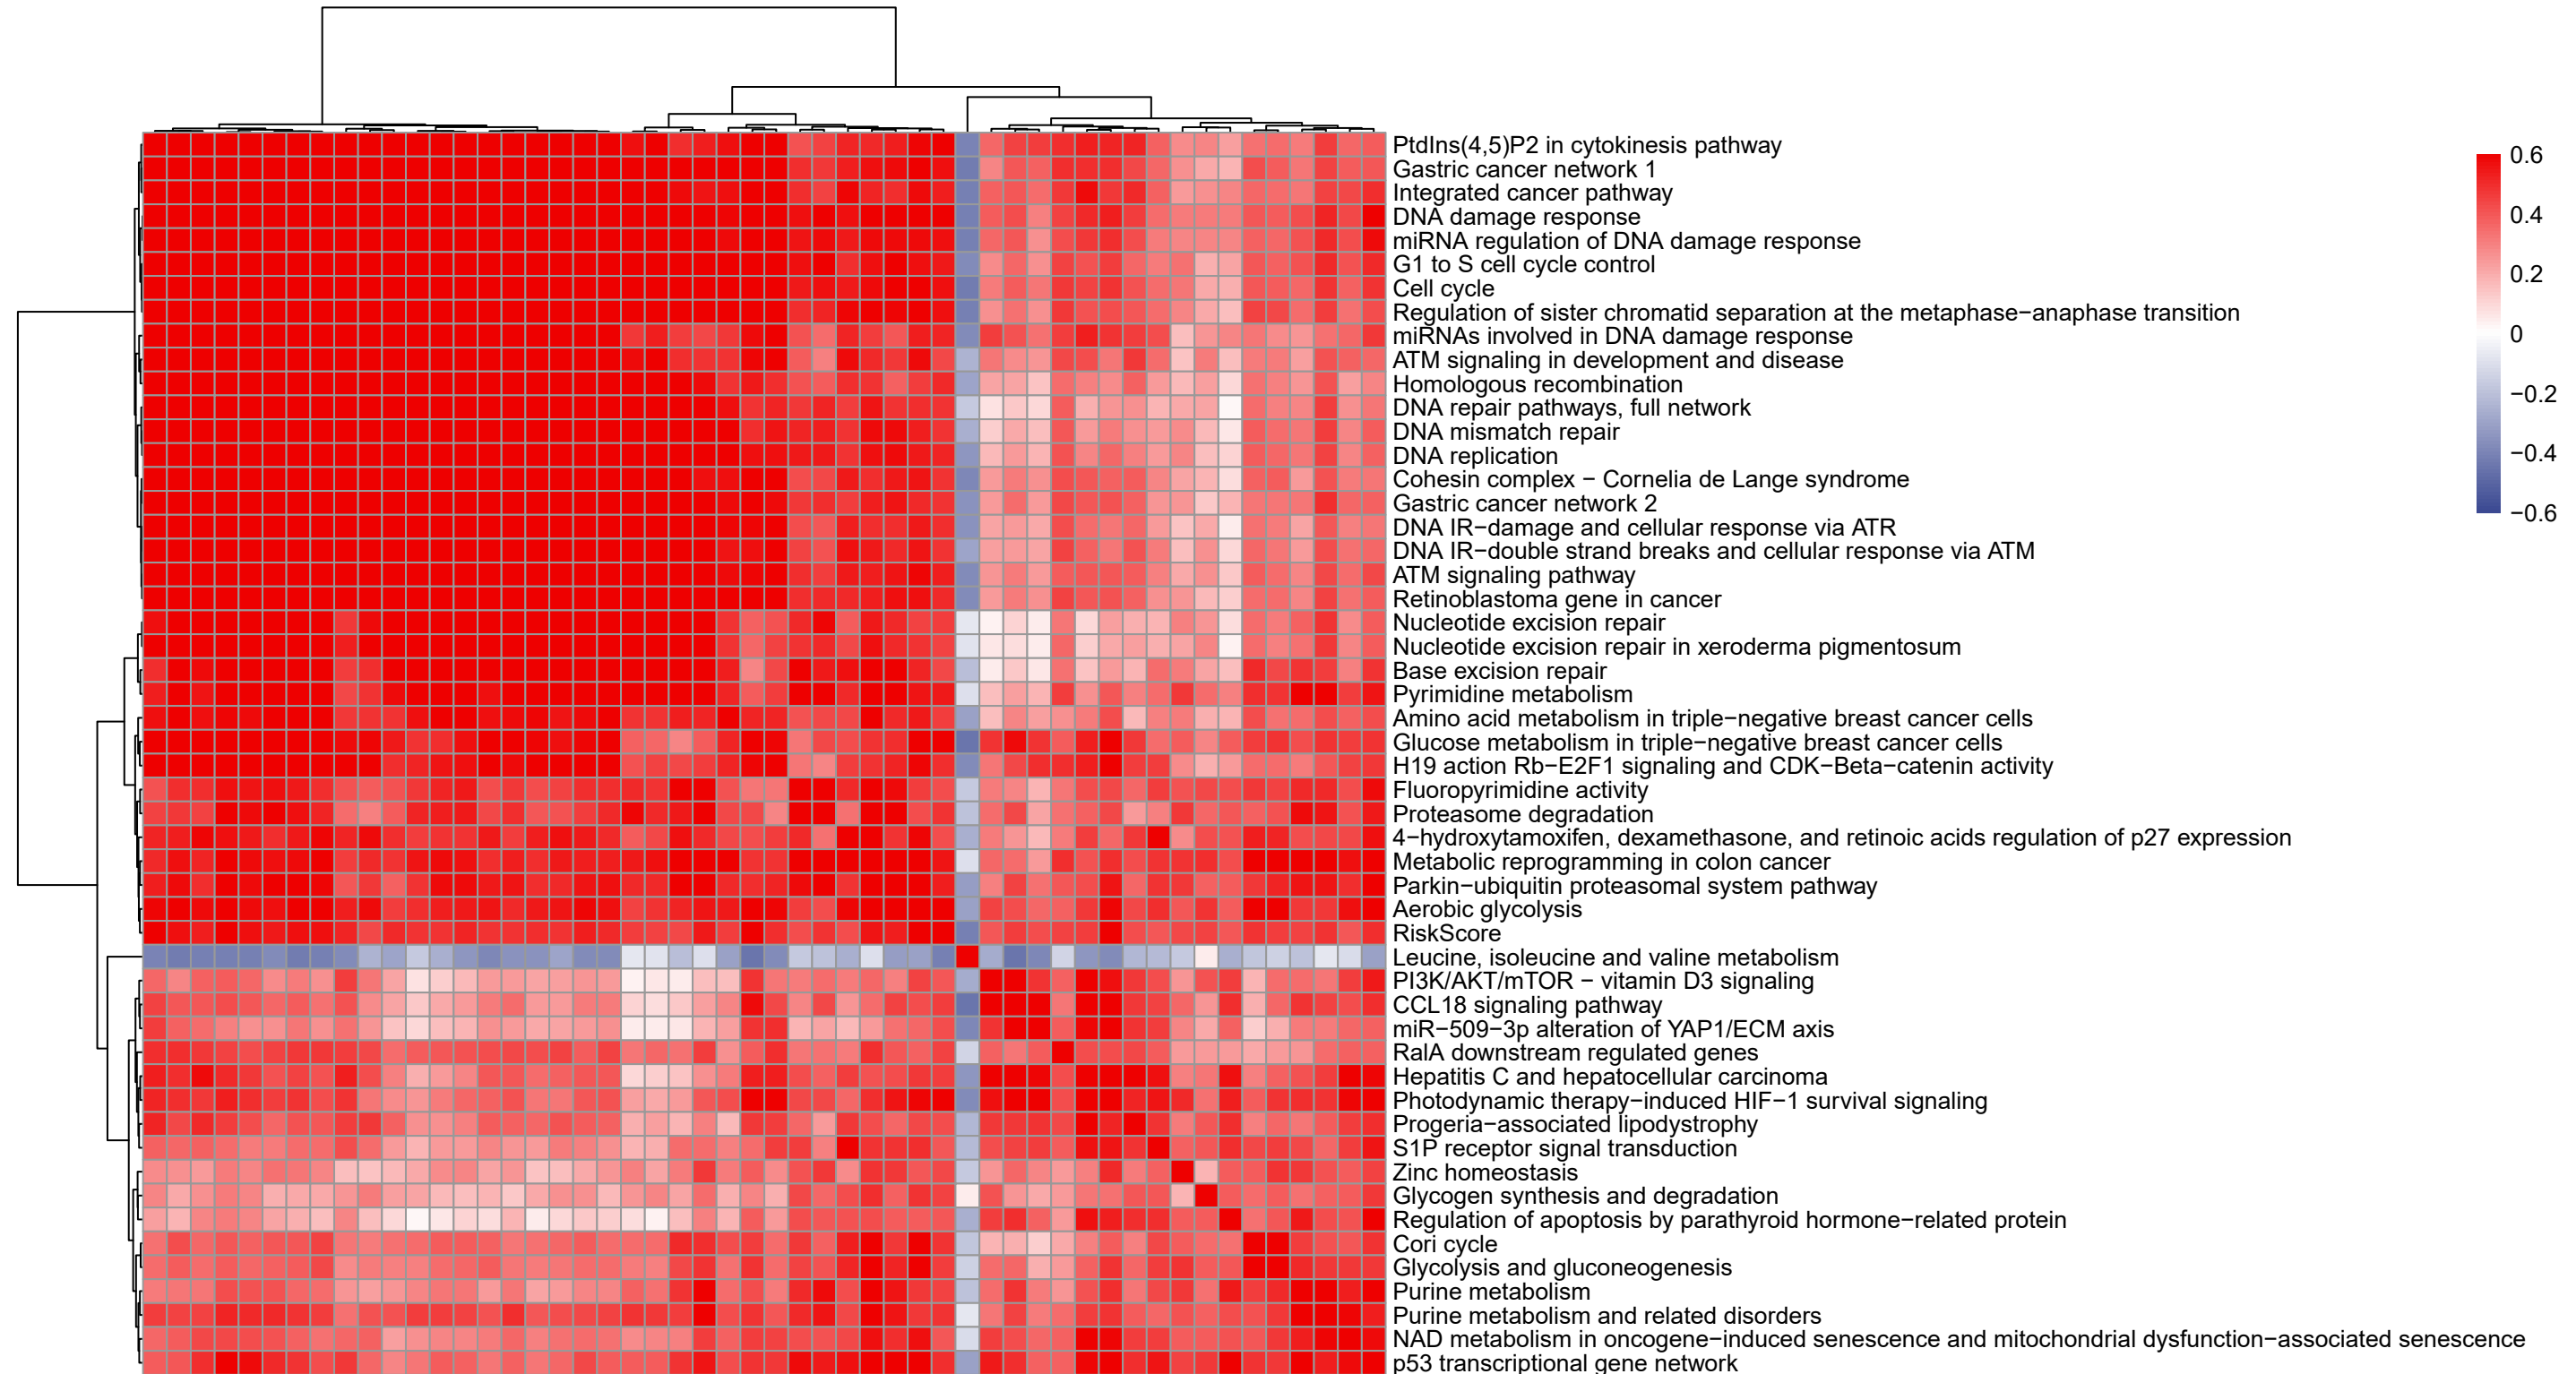 PtdIns(4,5)P2 in cytokinesis pathway
Gastric cancer network 1
Integrated cancer pathway
DNA damage response
miRNA regulation of DNA damage response
G1 to S cell cycle control
Cell cycle
Regulation of sister chromatid separation at the metaphase−anaphase transition
miRNAs involved in DNA damage response
ATM signaling in development and disease
Homologous recombination
DNA repair pathways, full network
DNA mismatch repair
DNA replication
Cohesin complex − Cornelia de Lange syndrome
Gastric cancer network 2
DNA IR−damage and cellular response via ATR
DNA IR−double strand breaks and cellular response via ATM
ATM signaling pathway
Retinoblastoma gene in cancer
Nucleotide excision repair
Nucleotide excision repair in xeroderma pigmentosum
Base excision repair
Pyrimidine metabolism
Amino acid metabolism in triple−negative breast cancer cells
Glucose metabolism in triple−negative breast cancer cells
H19 action Rb−E2F1 signaling and CDK−Beta−catenin activity
Fluoropyrimidine activity
Proteasome degradation
4−hydroxytamoxifen, dexamethasone, and retinoic acids regulation of p27 expression
Metabolic reprogramming in colon cancer
Parkin−ubiquitin proteasomal system pathway
Aerobic glycolysis
RiskScore
Leucine, isoleucine and valine metabolism
PI3K/AKT/mTOR − vitamin D3 signaling
CCL18 signaling pathway
miR−509−3p alteration of YAP1/ECM axis
RalA downstream regulated genes
Hepatitis C and hepatocellular carcinoma
Photodynamic therapy−induced HIF−1 survival signaling
Progeria−associated lipodystrophy
S1P receptor signal transduction
Zinc homeostasis
Glycogen synthesis and degradation
Regulation of apoptosis by parathyroid hormone−related protein
Cori cycle
Glycolysis and gluconeogenesis
Purine metabolism
Purine metabolism and related disorders
NAD metabolism in oncogene−induced senescence and mitochondrial dysfunction−associated senescence
p53 transcriptional gene network
0.6
0.4
0.2
0
−0.2
−0.4
−0.6